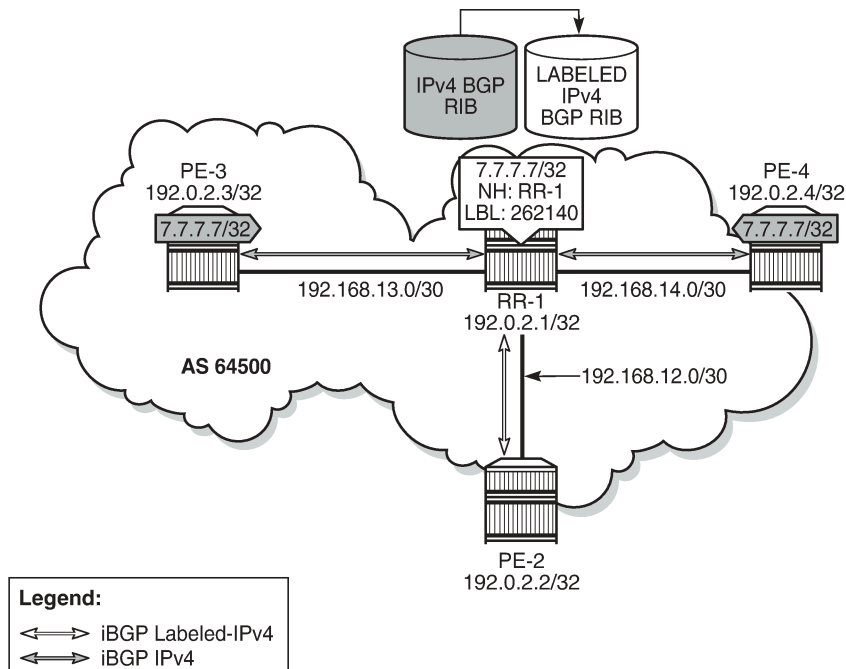 IPv4 BGP
RIB
LABELED
IPv4
BGP RIB
PE-3
192.0.2.3/32
7.7.7.7/32
7.7.7.7/32
NH: RR-1
LBL: 262140
PE-4
192.0.2.4/32
7.7.7.7/32
192.168.13.0/30
192.168.14.0/30
RR-1
192.0.2.1/32
AS 64500
192.168.12.0/30
PE-2
192.0.2.2/32
Legend:
iBGP Labeled-IPv4
iBGP IPv4